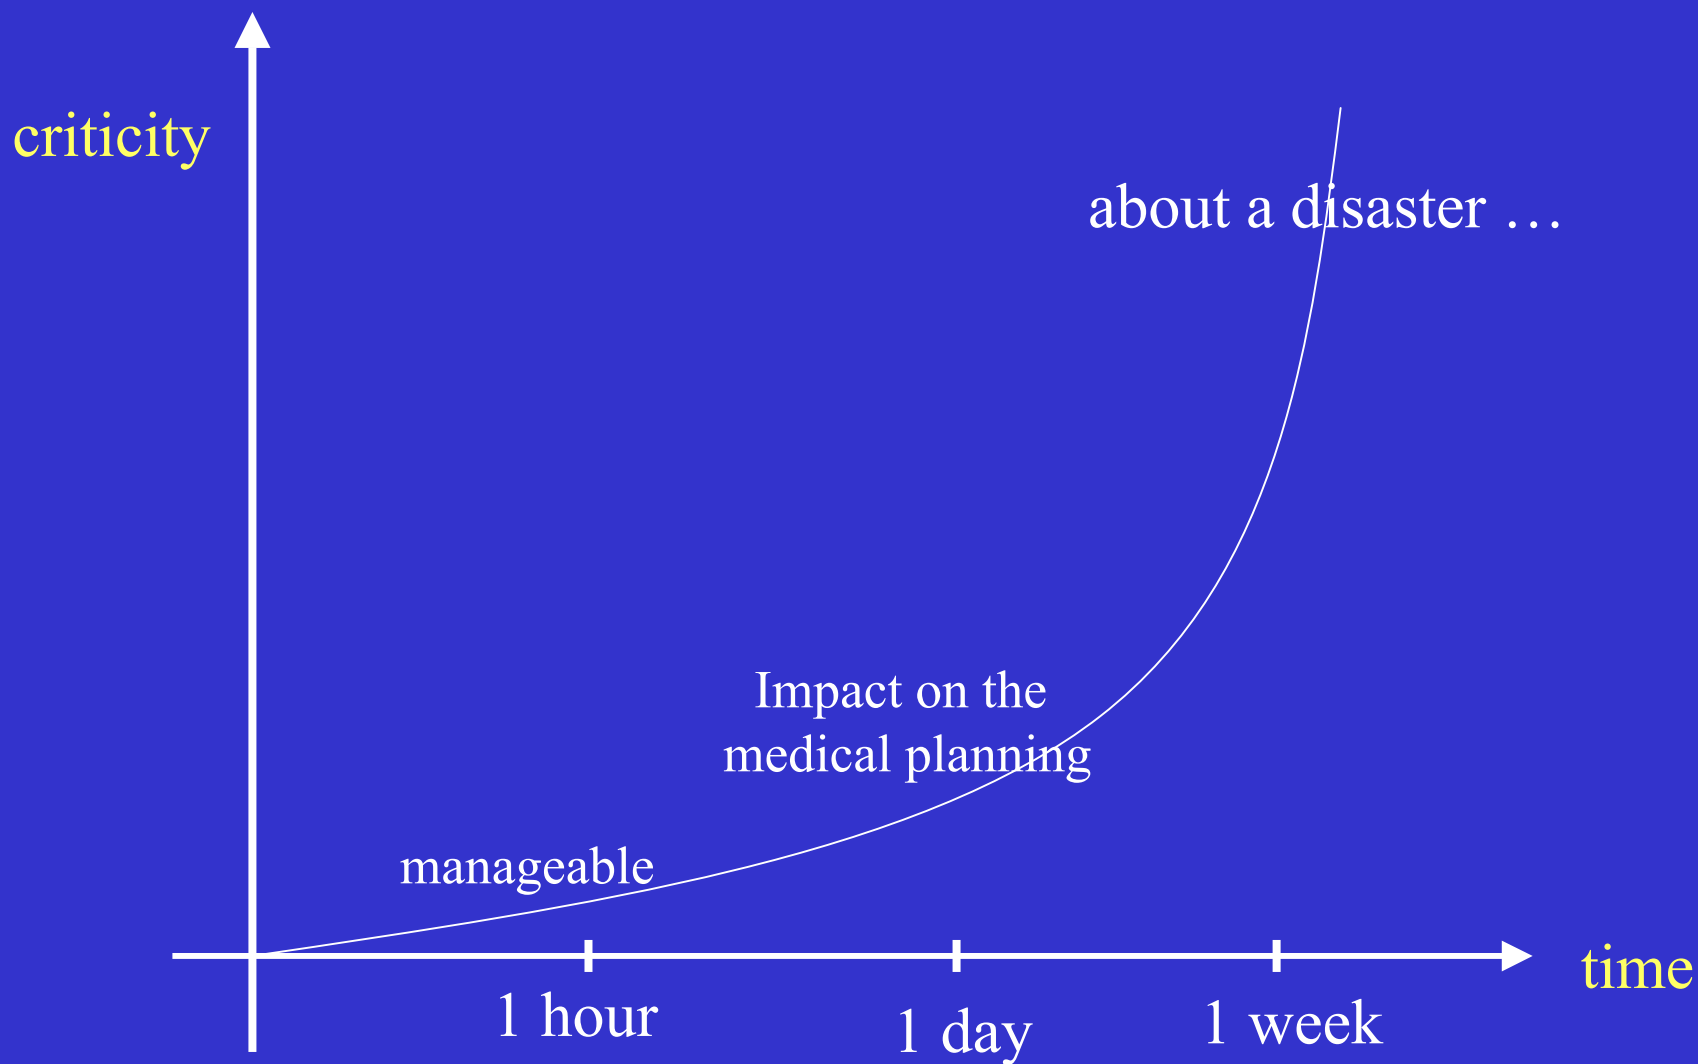 criticity
about a disaster …
Impact on the
medical planning
manageable
time
1 hour
1 day
1 week